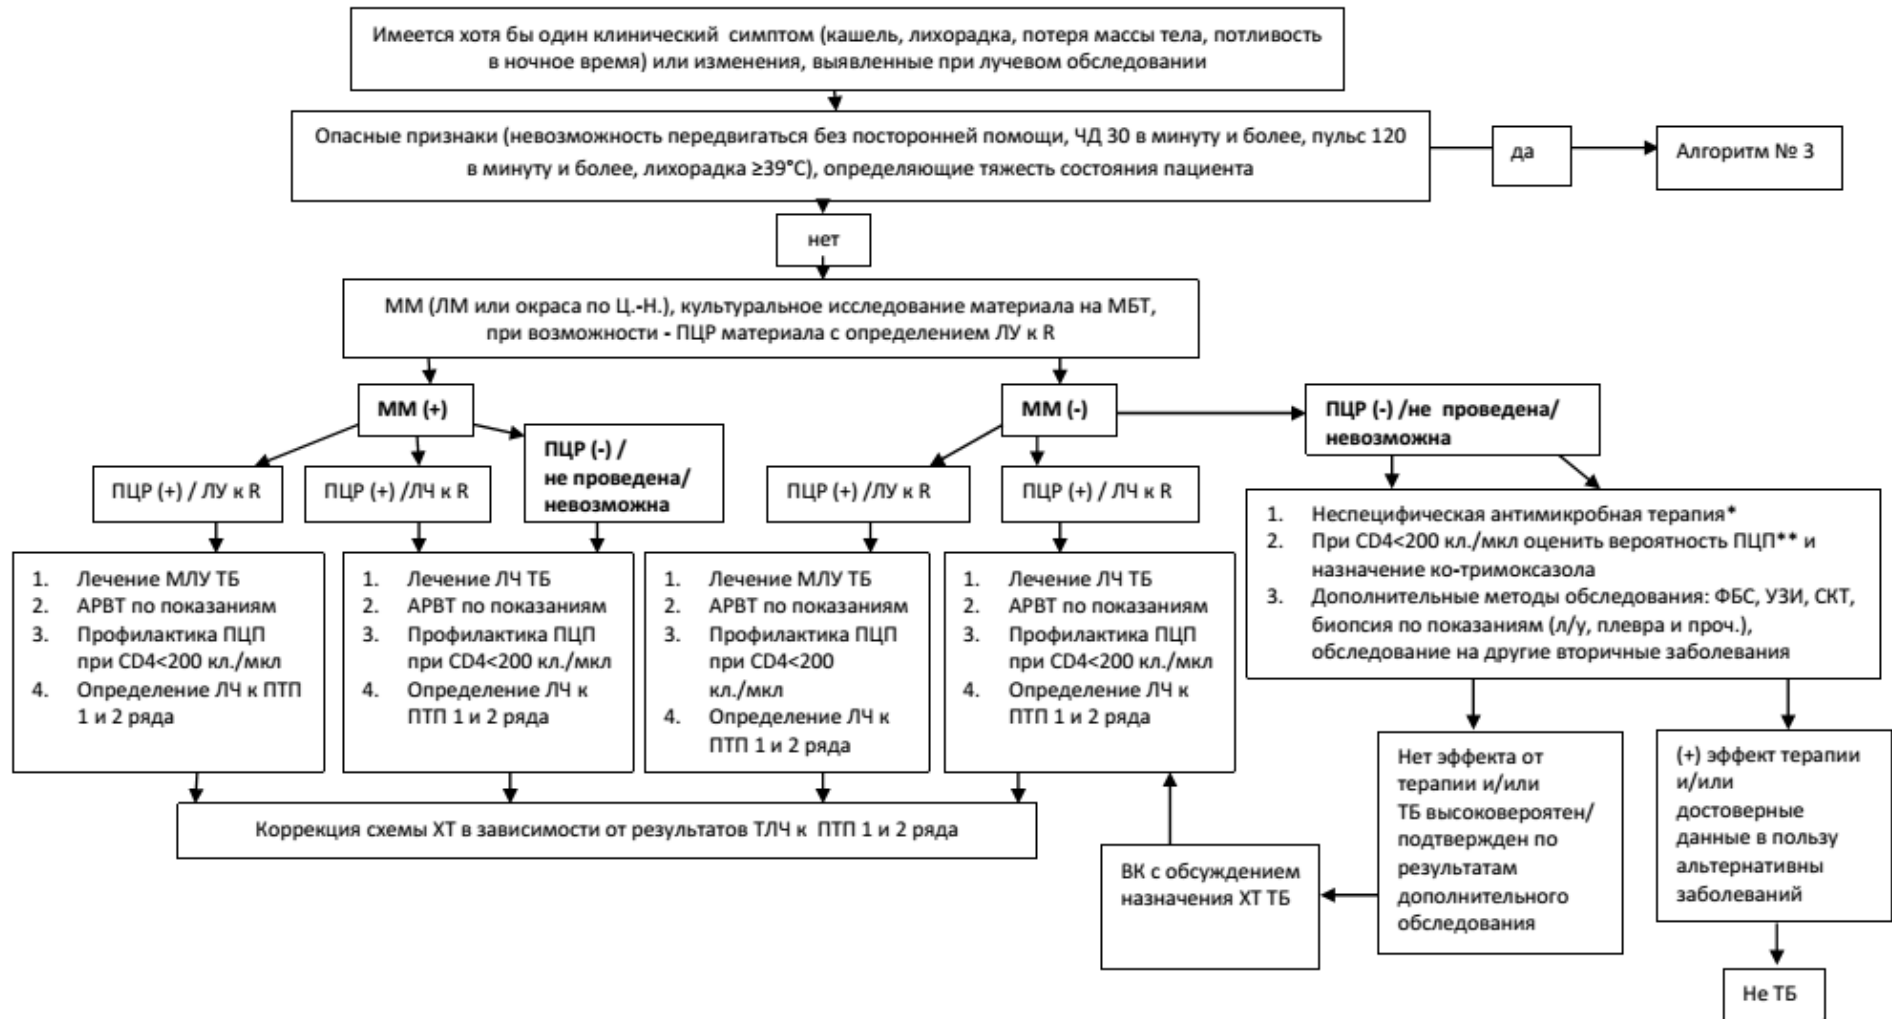 Имеется хотя бы один клинический симптом (кашель, лихорадка, потеря массы тела, потливость
в ночное время) или изменения, выявленные при лучевом обследовании
Опасные признаки (невозможность передвигаться без посторонней помощи, ЧД 30 в минуту и более, пульс 120
в минуту и более, лихорадка ≥39°С), определяющие тяжесть состояния пациента
да
Алгоритм № 3
нет
ММ (ЛМ или окраса по Ц.-Н.), культуральное исследование материала на МБТ,
при возможности - ПЦР материала с определением ЛУ к R
ММ (+)
ММ (-)
ПЦР (-) /не проведена/
невозможна
ПЦР (+) / ЛУ к R
ПЦР (+) /ЛЧ к R
ПЦР (-) /
не проведена/
невозможна
ПЦР (+) /ЛУ к R
ПЦР (+) / ЛЧ к R
1. Неспецифическая антимикробная терапия*
2. При CD4<200 кл./мкл оценить вероятность ПЦП** и
назначение ко-тримоксазола
3. Дополнительные методы обследования: ФБС, УЗИ, СКТ,
биопсия по показаниям (л/у, плевра и проч.),
обследование на другие вторичные заболевания
1. Лечение МЛУ ТБ
2. АРВТ по показаниям
3. Профилактика ПЦП
при CD4<200 кл./мкл
4. Определение ЛЧ к ПТП
1 и 2 ряда
1. Лечение ЛЧ ТБ
2. АРВТ по показаниям
3. Профилактика ПЦП
при CD4<200 кл./мкл
4. Определение ЛЧ к
ПТП 1 и 2 ряда
1. Лечение МЛУ ТБ
2. АРВТ по показаниям
3. Профилактика ПЦП
при CD4<200
кл./мкл
4. Определение ЛЧ к
ПТП 1 и 2 ряда
1. Лечение ЛЧ ТБ
2. АРВТ по показаниям
3. Профилактика ПЦП
при CD4<200 кл./мкл
4. Определение ЛЧ к
ПТП 1 и 2 ряда
Коррекция схемы ХТ в зависимости от результатов ТЛЧ к ПТП 1 и 2 ряда
ВК с обсуждением
назначения ХТ ТБ
Нет эффекта от
терапии и/или
ТБ высоковероятен/
подтвержден по
результатам
дополнительного
обследования
(+) эффект терапии
и/или
достоверные
данные в пользу
альтернативны
заболеваний
Не ТБ